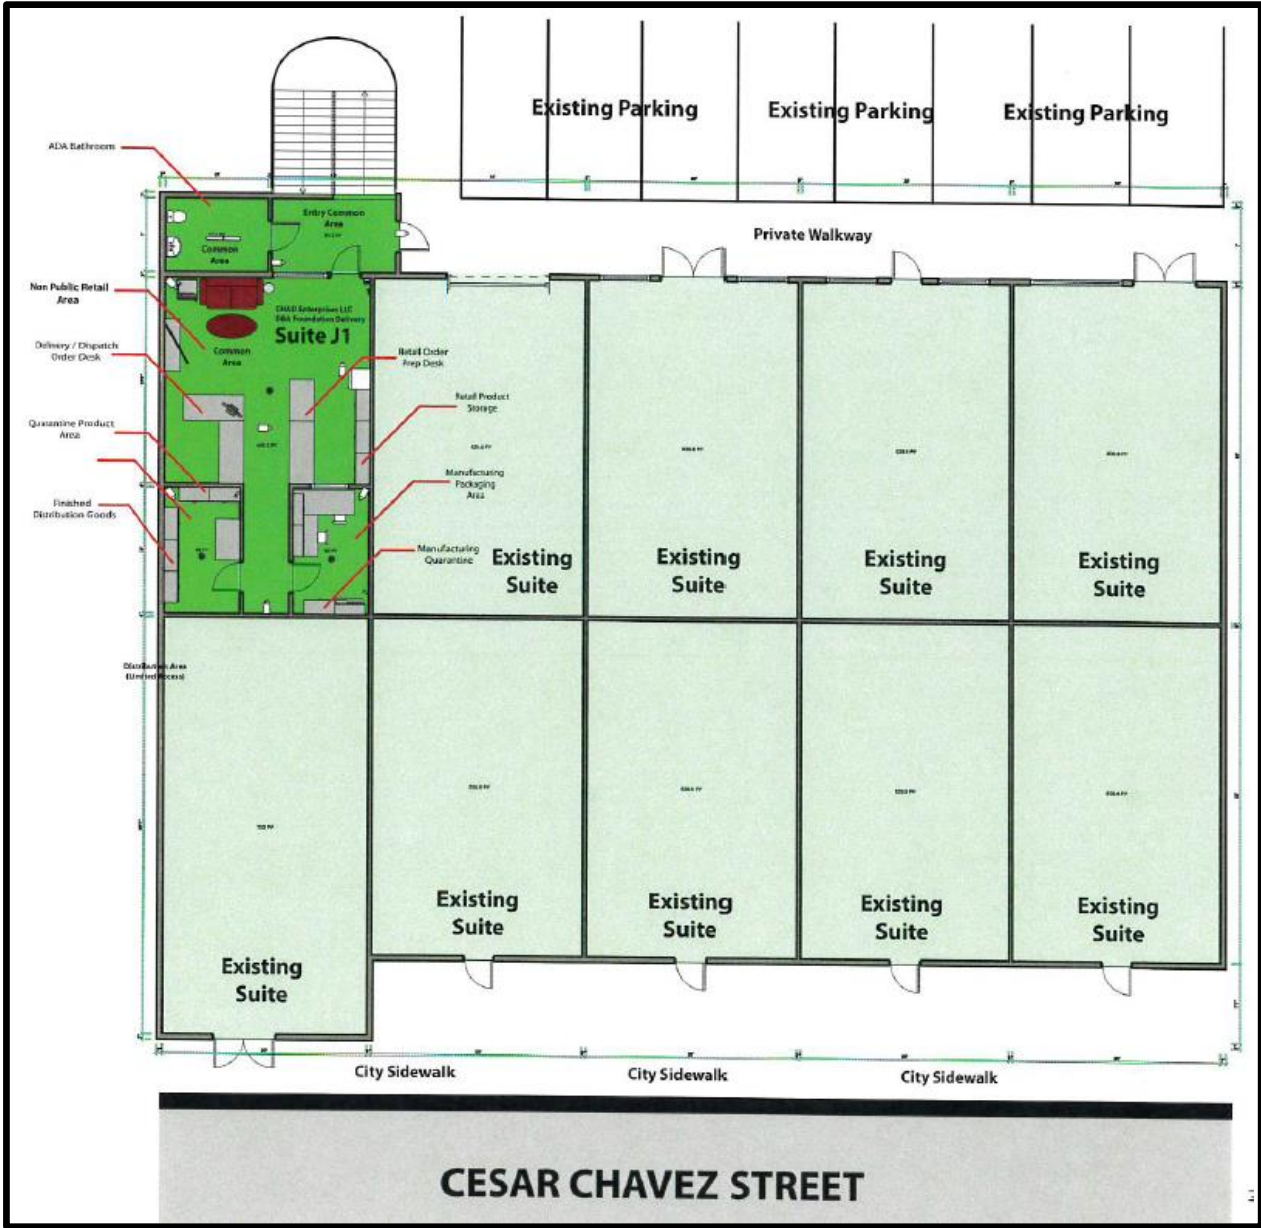 Existing Parking
Existing Parking
Existing Parking
ADA Bathroom
Entry Common
Area
Common
Area
Private Walkway
Non Public Retail
Area
CHAD Enterprises LLC
DBA Foundation Delivery
Suite J1
Common
Area
Delivery / Dispatch
Order Desk
Retail Order
Prep Desk
Retail Product
Storage
Quarantine Product
Area
Manufacturing
Packaging
Area
Finished
Distribution Goods
Manufacturing
Quarantine
Existing
Suite
Existing
Suite
Existing
Suite
Existing
Suite
Distribution Area
(Limited Access)
Existing
Suite
Existing
Suite
Existing
Suite
Existing
Suite
Existing
Suite
City Sidewalk
City Sidewalk
City Sidewalk
CESAR CHAVEZ STREET